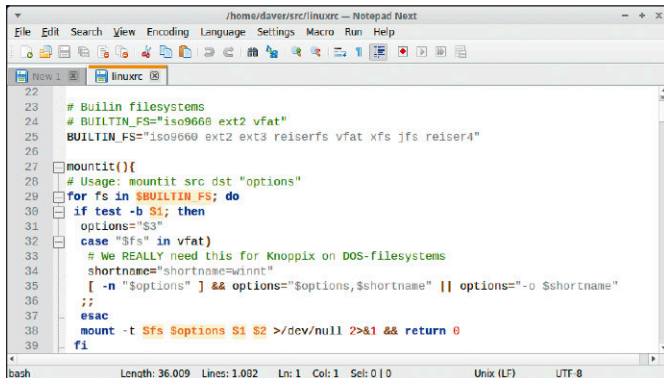 /home/daver/src/linuxrc — Notepad Next
File Edit Search View Encoding Language Settings Macro Run Help
New 1
linuxrc
22
23 # Builin filesystems
24 # BUILTIN_FS="iso9660 ext2 vfat"
25 BUILTIN_FS="iso9660 ext2 ext3 reiserfs vfat xfs jfs reiser4"
26
27 mountit(){
28 # Usage: mountit src dst "options"
29 for fs in $BUILTIN_FS; do
30 if test -b $1; then
31 options="$3"
32 case "$fs" in vfat)
33 # We REALLY need this for Knoppix on DOS-filesystems
34 shortname="shortname=winnt"
35 [ -n "$options" ] && options="$options,$shortname" || options="-o $shortname"
36 ;;
37 esac
38 mount -t $fs $options $1 $2 >/dev/null 2>&1 && return 0
39 fi
bash Length: 36.009 Lines: 1.082 Ln: 1 Col: 1 Sel: 0 | 0 Unix (LF) UTF-8